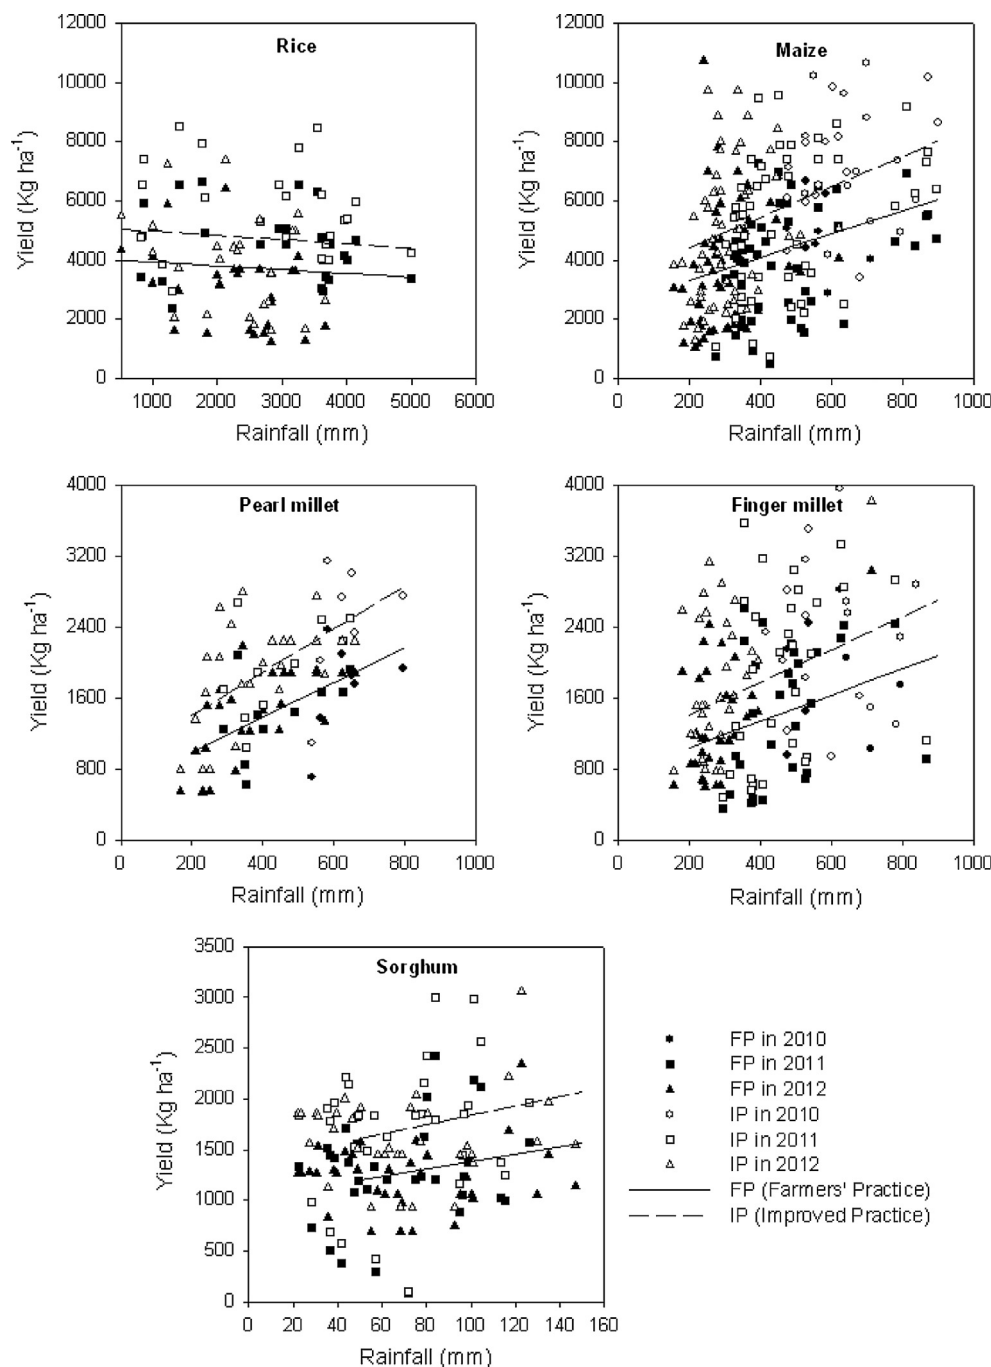 Rice
Yield (Kg ha-1)
12000
10000
8000
6000
4000
2000
0
1000 2000 3000 4000 5000 6000
Rainfall (mm)
Maize
Yield (Kg ha-1)
12000
10000
8000
6000
4000
2000
0
0 200 400 600 800 1000
Rainfall (mm)
Pearl millet
Yield (Kg ha-1)
4000
3200
2400
1600
800
0
0 200 400 600 800 1000
Rainfall (mm)
Finger millet
Yield (Kg ha-1)
4000
3200
2400
1600
800
0
0 200 400 600 800 1000
Rainfall (mm)
Sorghum
Yield (Kg ha-1)
3500
3000
2500
2000
1500
1000
500
0
0 20 40 60 80 100 120 140 160
Rainfall (mm)
FP in 2010
FP in 2011
FP in 2012
IP in 2010
IP in 2011
IP in 2012
FP (Farmers' Practice)
IP (Improved Practice)